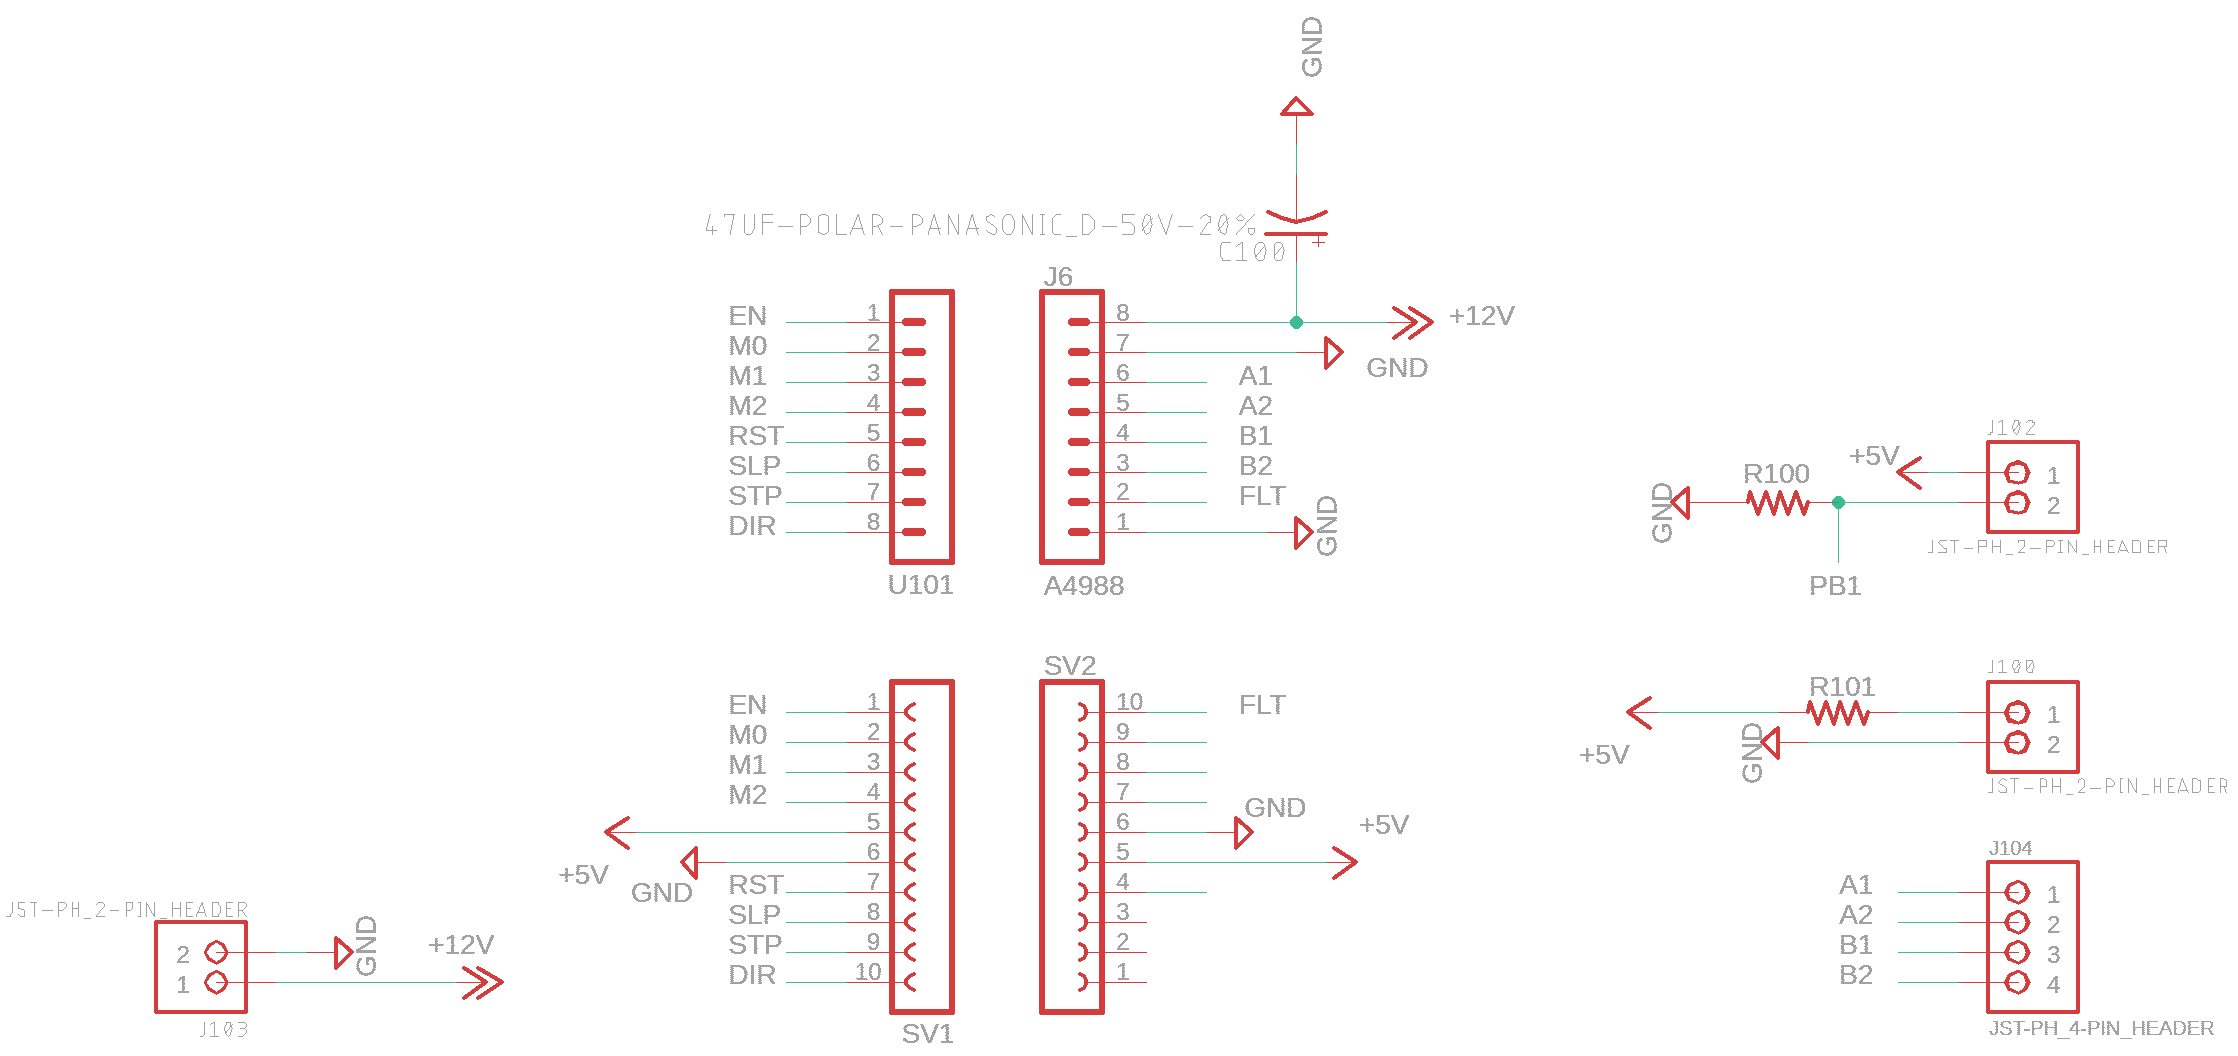 GND
47UF-POLAR-PANASONIC_D-50V-20%
C100
J6
EN 1
M0 2
M1 3
M2 4
RST 5
SLP 6
STP 7
DIR 8
U101
8 +12V
7 GND
6 A1
5 A2
4 B1
3 B2
2 FLT
1 GND
A4988
J102
+5V 1
GND R100 2
JST-PH_2-PIN_HEADER
PB1
SV2
EN 1
M0 2
M1 3
M2 4
5 +5V
6 GND
RST 7
SLP 8
STP 9
DIR 10
SV1
10 FLT
9
8
7
6 GND
5 +5V
4
3
2
1
J100
R101 1
+5V
GND 2
JST-PH_2-PIN_HEADER
J104
A1 1
A2 2
B1 3
B2 4
JST-PH_4-PIN_HEADER
JST-PH_2-PIN_HEADER
2 GND
1 +12V
J103